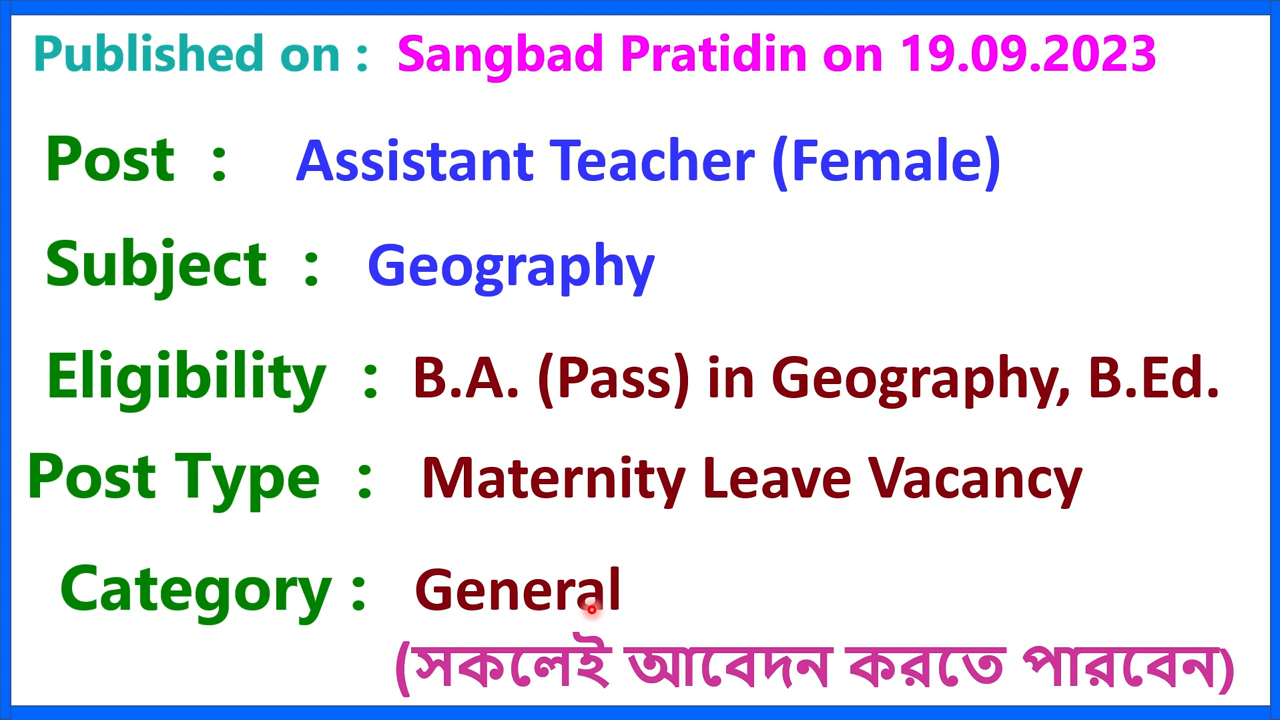 Published on : Sangbad Pratidin on 19.09.2023
Post : Assistant Teacher (Female)
Subject : Geography
Eligibility : B.A. (Pass) in Geography, B.Ed.
Post Type : Maternity Leave Vacancy
Category : General
(সকলেই আবেদন করতে পারবেন)